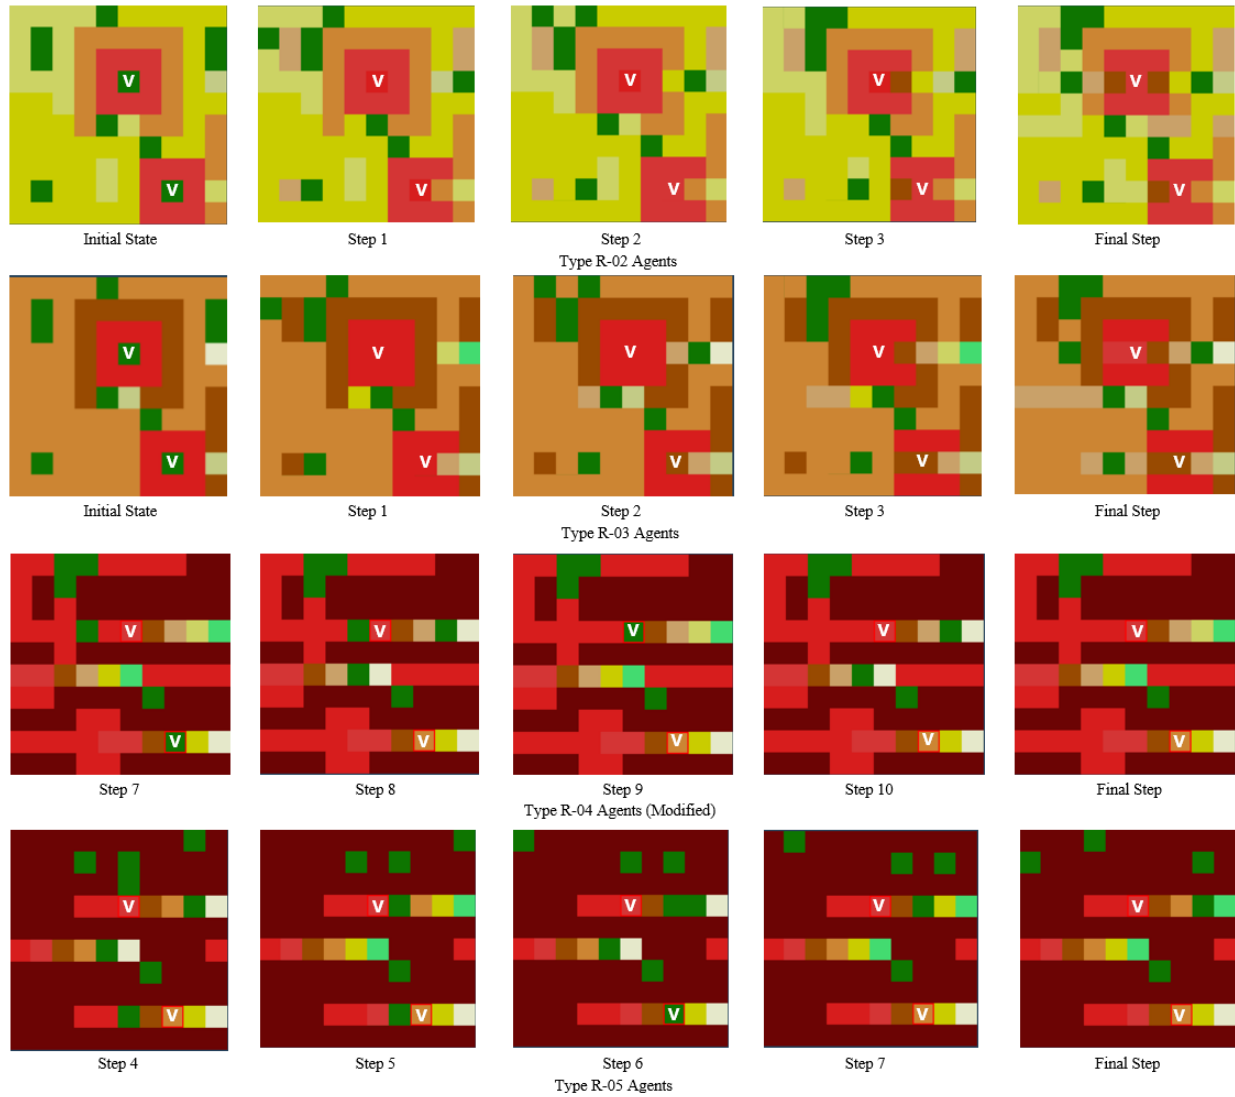 V
V
V
V
V
V
V
V
V
V
Initial State Step 1 Step 2 Step 3 Final Step
Type R-02 Agents
V
V
V
V
V
V
V
V
V
V
Initial State Step 1 Step 2 Step 3 Final Step
Type R-03 Agents
V
V
V
V
V
V
V
V
V
V
Step 7 Step 8 Step 9 Step 10 Final Step
Type R-04 Agents (Modified)
V
V
V
V
V
V
V
V
V
V
Step 4 Step 5 Step 6 Step 7 Final Step
Type R-05 Agents